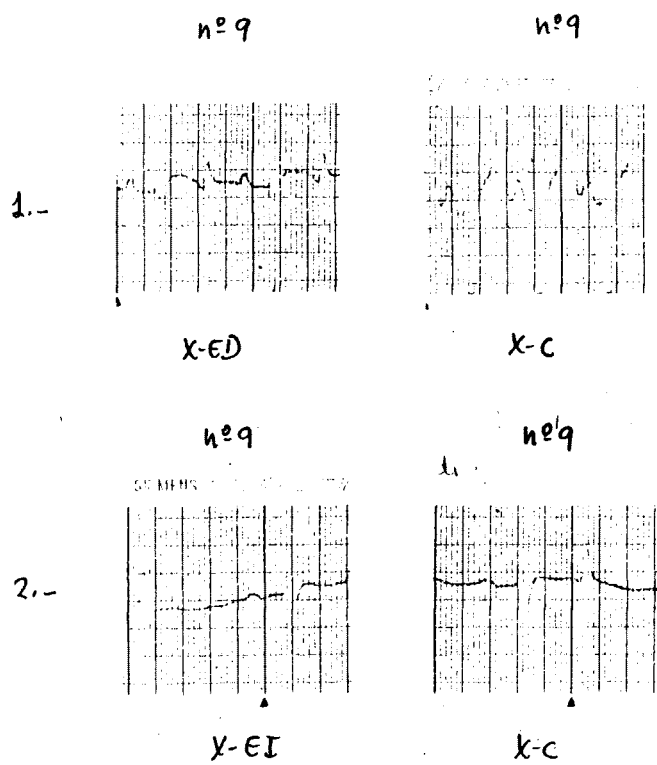 nº 9 nº 9
1.-
X-ED X-C
nº 9 nº 9
SIEMENS
2.-
X-EI X-C